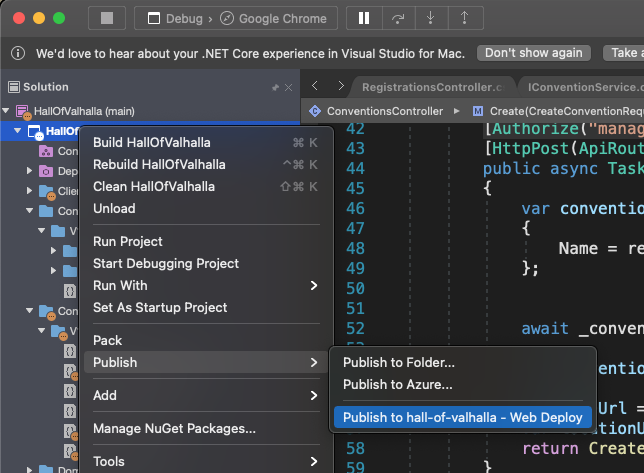 Debug › Google Chrome
We'd love to hear about your .NET Core experience in Visual Studio for Mac. Don't show again Take a
Solution
RegistrationsController.c IConventionService.c
HallOfValhalla (main)
ConventionsController Create(CreateConventionRequ
HallOf
Con
Dep
Clie
Con
V
Con
V
Build HallOfValhalla ⌘ K
Rebuild HallOfValhalla ⌃⌘ K
Clean HallOfValhalla ⇧⌘ K
Unload
Run Project
Start Debugging Project
Run With
Set As Startup Project
Pack
Publish
Add
Manage NuGet Packages...
Tools
Publish to Folder...
Publish to Azure...
Publish to hall-of-valhalla - Web Deploy
42 [Authorize("manag
43 [HttpPost(ApiRout
44 public async Task
45 {
46 var convention
47 {
48 Name = re
49 };
50
51
52 await _conven
vention
Url =
ationU
58 return Create
59 }